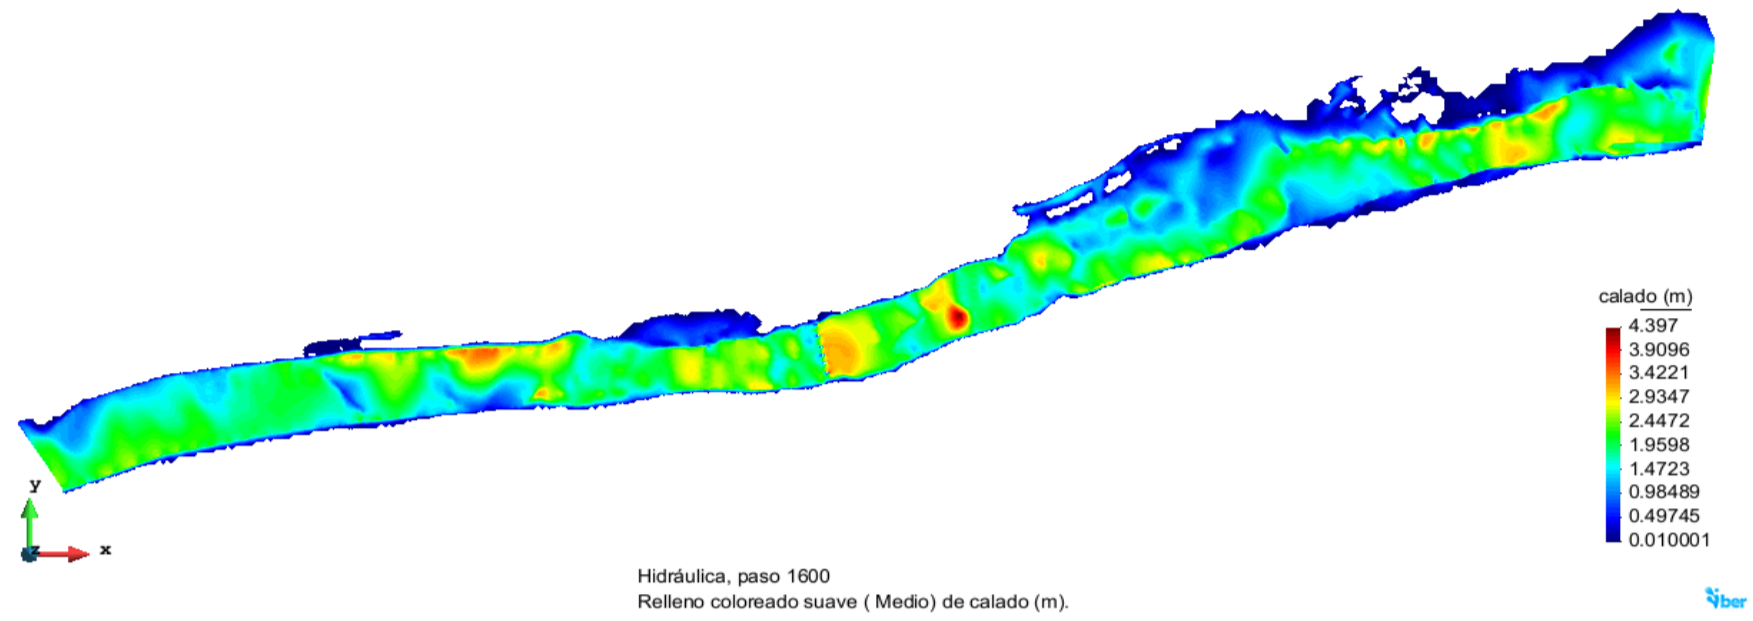 calado (m)
4.397
3.9096
3.4221
2.9347
2.4472
1.9598
1.4723
0.98489
0.49745
0.010001
y
z
x
Hidráulica, paso 1600
Relleno coloreado suave ( Medio) de calado (m).
iber